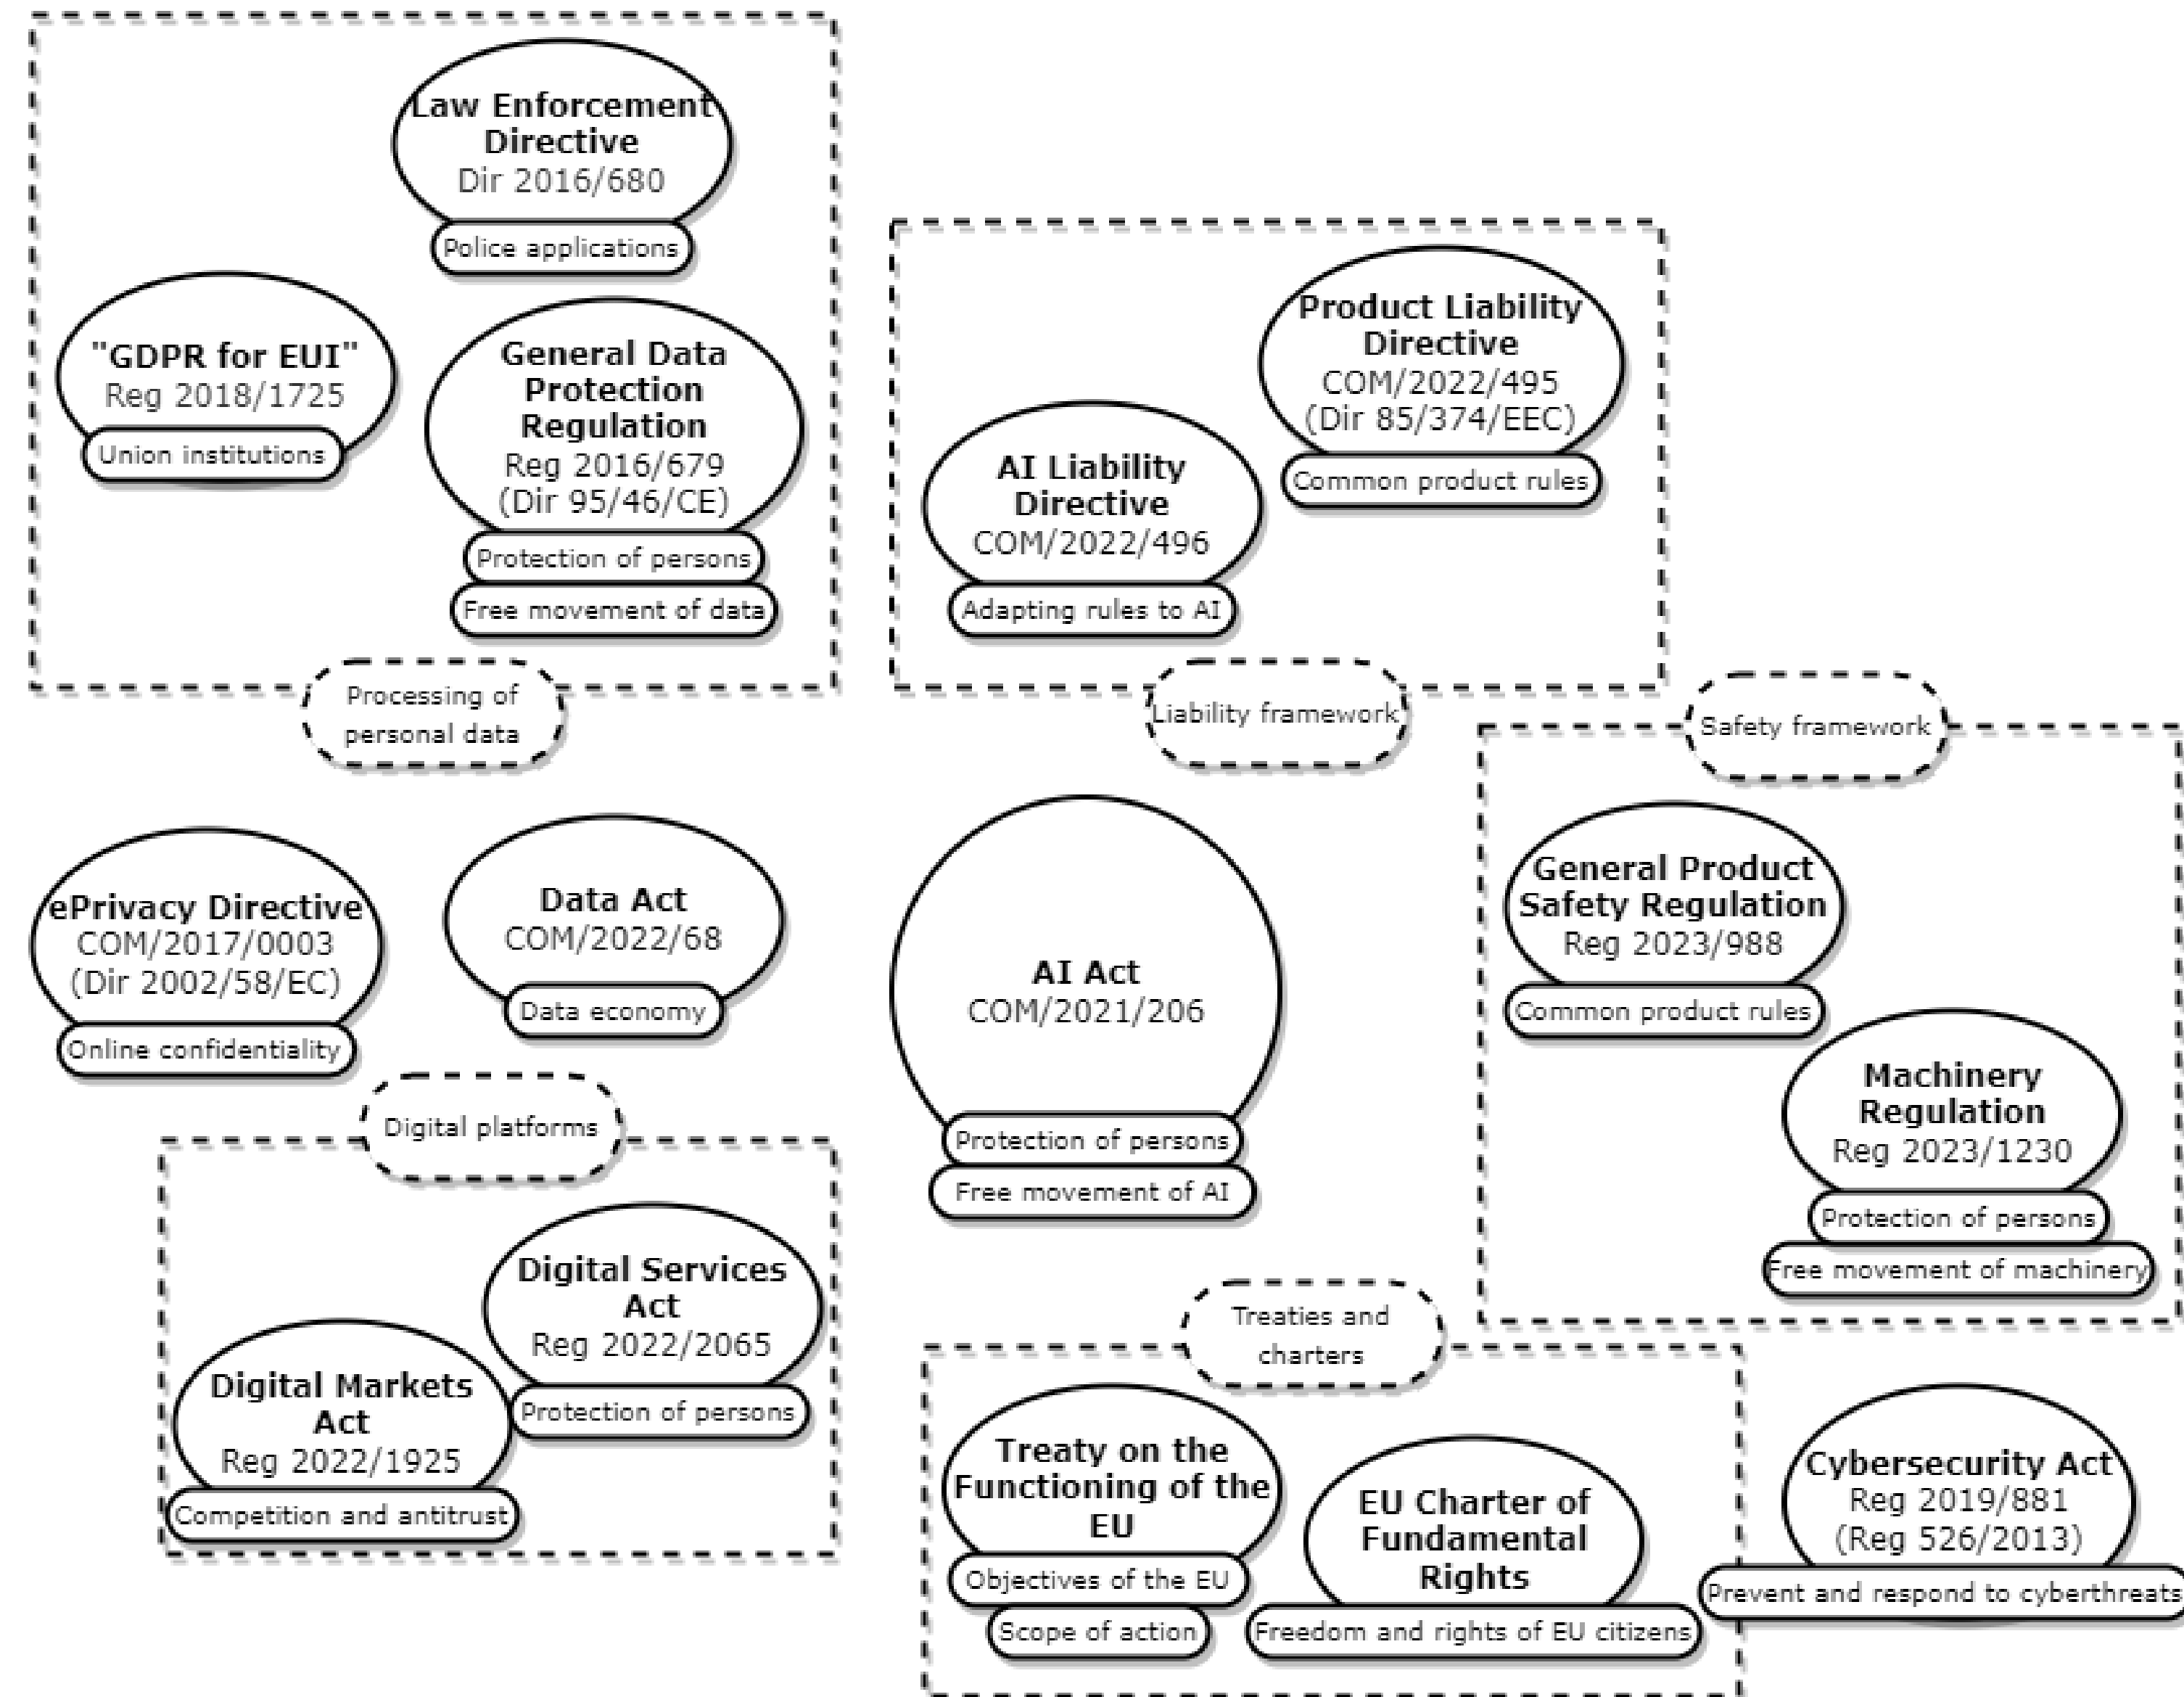 Law Enforcement
Directive
Dir 2016/680
Police applications
"GDPR for EUI"
Reg 2018/1725
Union institutions
General Data
Protection
Regulation
Reg 2016/679
(Dir 95/46/CE)
Protection of persons
Free movement of data
Processing of
personal data
Product Liability
Directive
COM/2022/495
(Dir 85/374/EEC)
Common product rules
AI Liability
Directive
COM/2022/496
Adapting rules to AI
Liability framework
Safety framework
General Product
Safety Regulation
Reg 2023/988
Common product rules
Machinery
Regulation
Reg 2023/1230
Protection of persons
Free movement of machinery
ePrivacy Directive
COM/2017/0003
(Dir 2002/58/EC)
Online confidentiality
Data Act
COM/2022/68
Data economy
AI Act
COM/2021/206
Protection of persons
Free movement of AI
Digital platforms
Digital Services
Act
Reg 2022/2065
Protection of persons
Digital Markets
Act
Reg 2022/1925
Competition and antitrust
Treaties and
charters
Treaty on the
Functioning of the
EU
Objectives of the EU
Scope of action
EU Charter of
Fundamental
Rights
Freedom and rights of EU citizens
Cybersecurity Act
Reg 2019/881
(Reg 526/2013)
Prevent and respond to cyberthreats